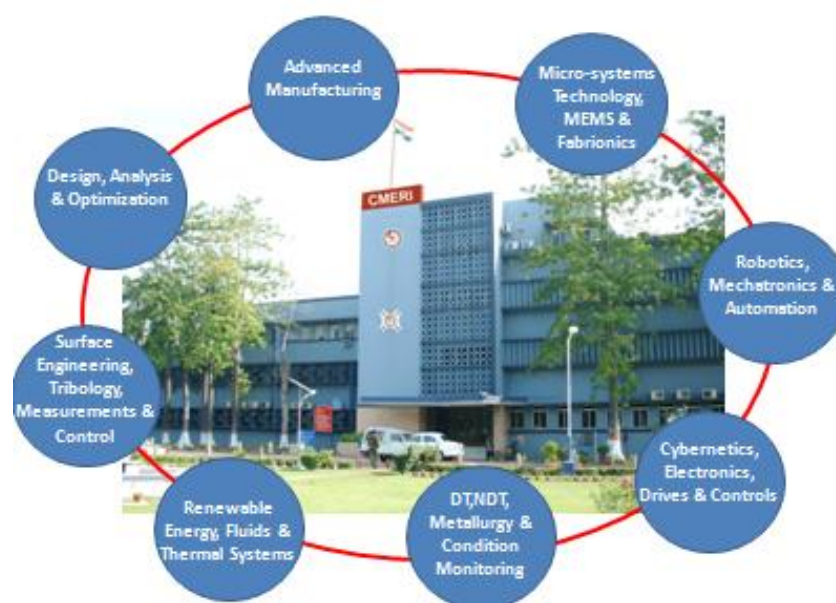 Advanced
Manufacturing
Micro-systems
Technology,
MEMS &
Fabrionics
Robotics,
Mechatronics &
Automation
Cybernetics,
Electronics,
Drives & Controls
DT,NDT,
Metallurgy &
Condition
Monitoring
Renewable
Energy, Fluids &
Thermal Systems
Surface
Engineering,
Tribology,
Measurements &
Control
Design, Analysis
& Optimization
CMERI